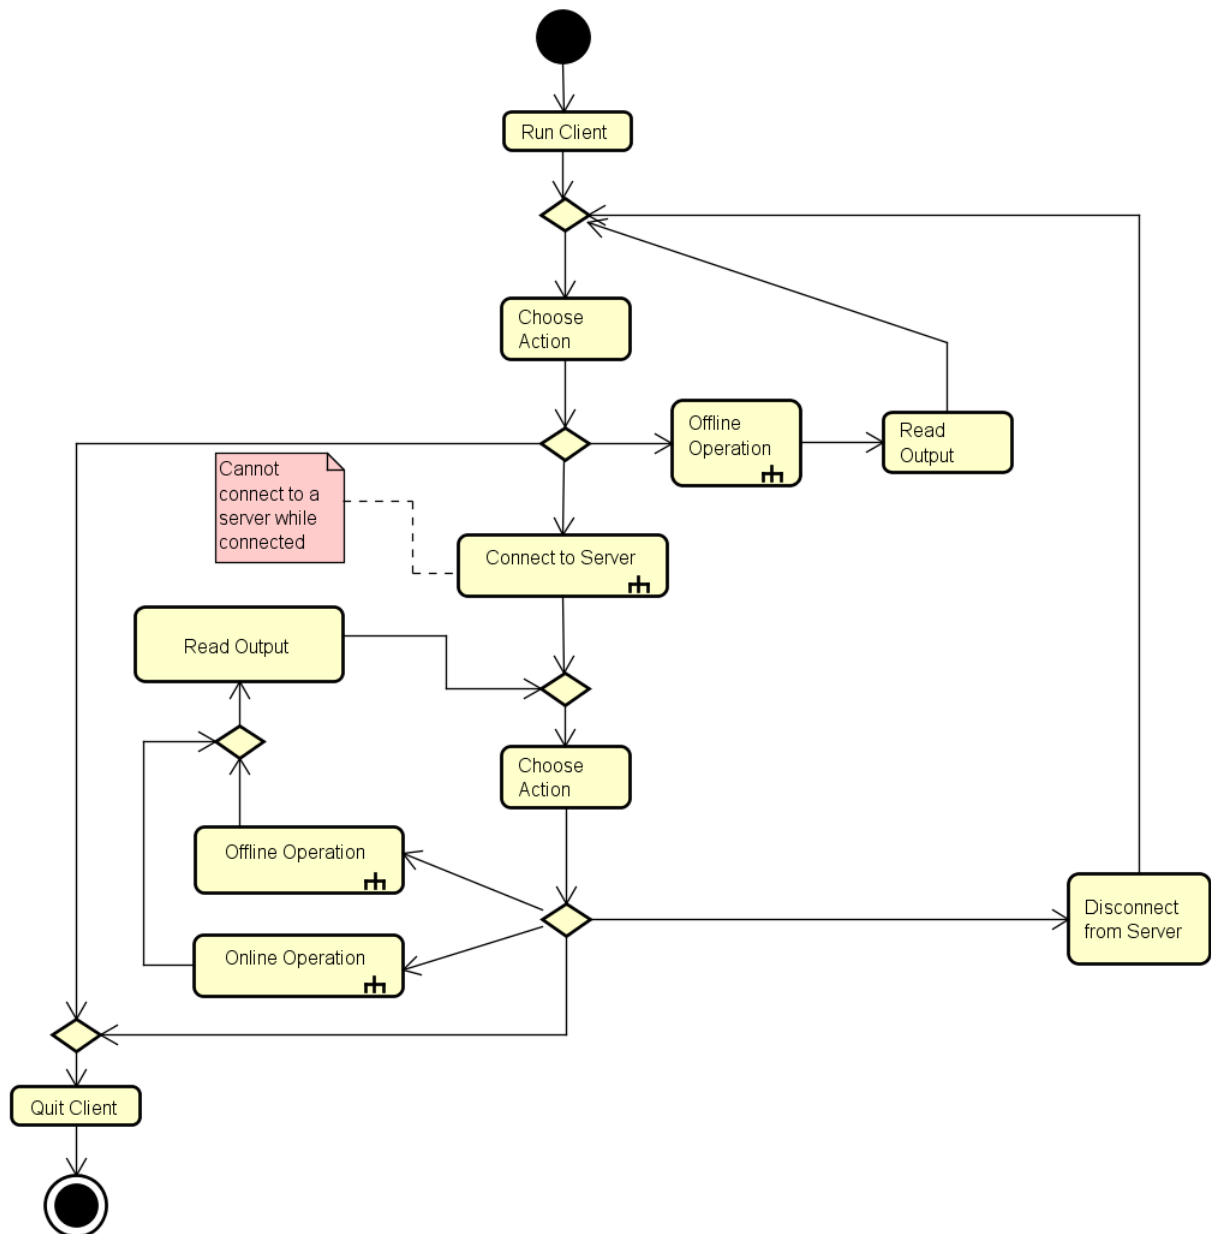 Run Client
Choose
Action
Offline
Operation
Read
Output
Cannot
connect to a
server while
connected
Connect to Server
Read Output
Choose
Action
Offline Operation
Disconnect
from Server
Online Operation
Quit Client